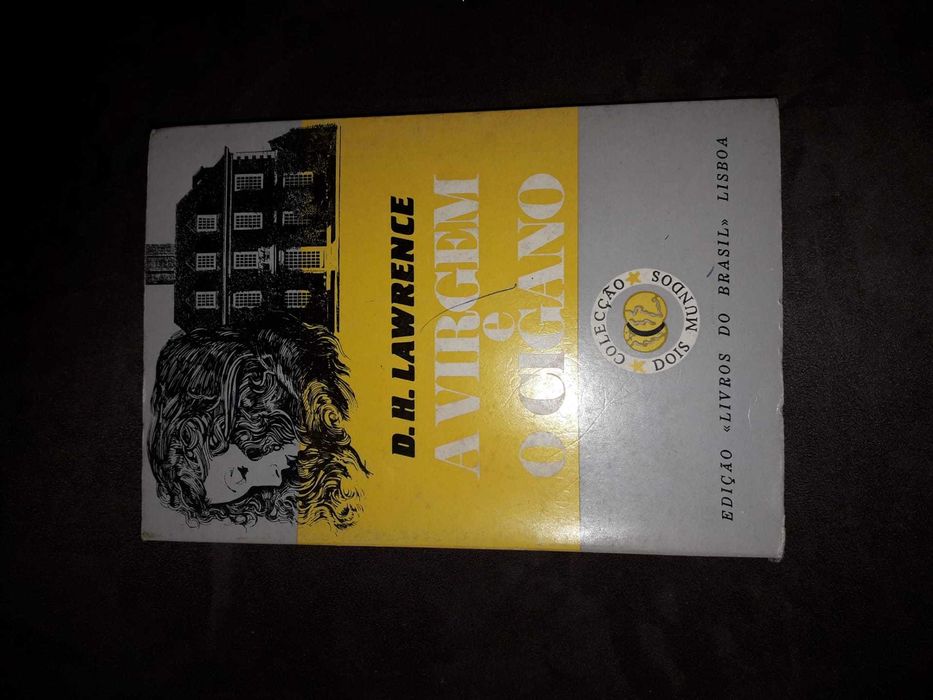 D. H. LAWRENCE
A VIRGEM
e
O CIGANO
COLECÇÃO
DOIS MUNDOS
EDIÇÃO «LIVROS DO BRASIL» LISBOA